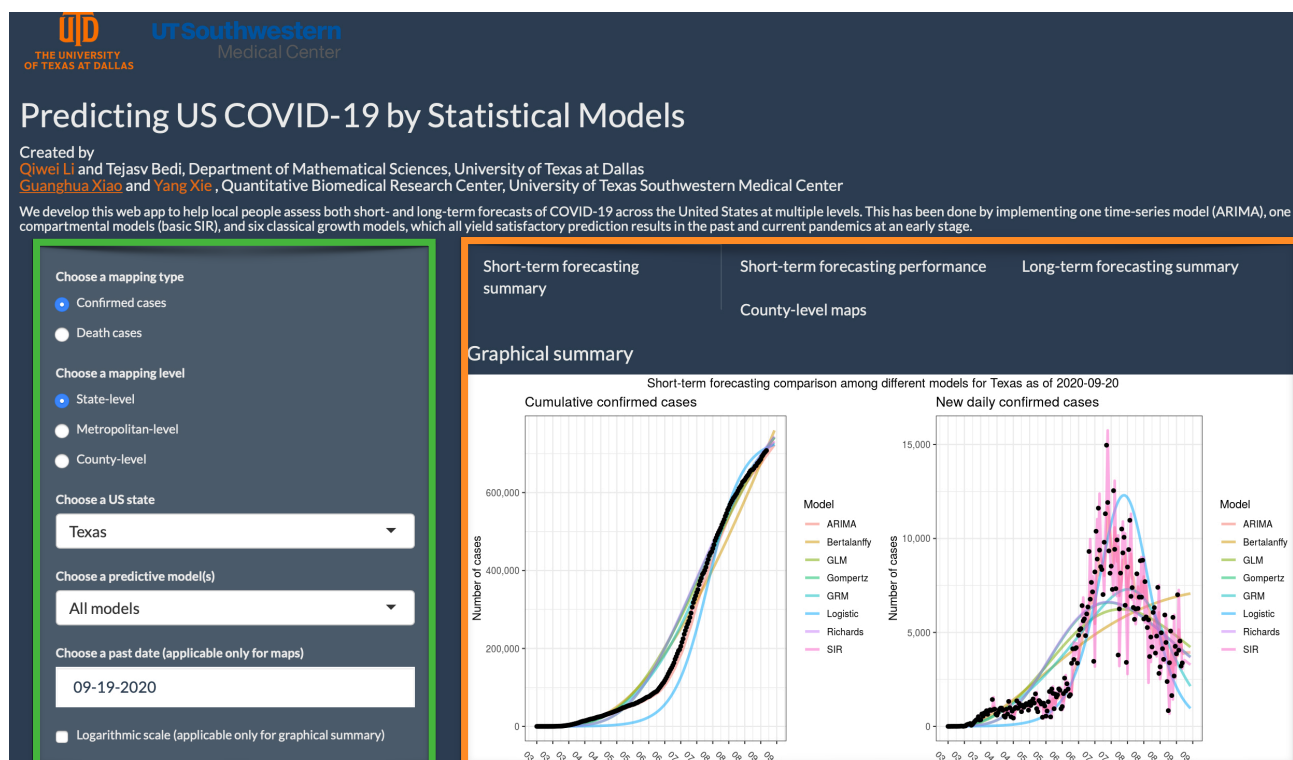 UTD
THE UNIVERSITY
OF TEXAS AT DALLAS
UTSouthwestern
Medical Center
Predicting US COVID-19 by Statistical Models
Created by
Qiwei Li and Tejasv Bedi, Department of Mathematical Sciences, University of Texas at Dallas
Guanghua Xiao and Yang Xie , Quantitative Biomedical Research Center, University of Texas Southwestern Medical Center
We develop this web app to help local people assess both short- and long-term forecasts of COVID-19 across the United States at multiple levels. This has been done by implementing one time-series model (ARIMA), one
compartmental models (basic SIR), and six classical growth models, which all yield satisfactory prediction results in the past and current pandemics at an early stage.
Choose a mapping type
Confirmed cases
Death cases
Choose a mapping level
State-level
Metropolitan-level
County-level
Choose a US state
Texas
Choose a predictive model(s)
All models
Choose a past date (applicable only for maps)
09-19-2020
Logarithmic scale (applicable only for graphical summary)
Short-term forecasting
summary
Short-term forecasting performance
Long-term forecasting summary
County-level maps
Graphical summary
Short-term forecasting comparison among different models for Texas as of 2020-09-20
Cumulative confirmed cases
Number of cases
600,000
400,000
200,000
0
Model
ARIMA
Bertalanffy
GLM
Gompertz
GRM
Logistic
Richards
SIR
New daily confirmed cases
Number of cases
15,000
10,000
5,000
0
Model
ARIMA
Bertalanffy
GLM
Gompertz
GRM
Logistic
Richards
SIR